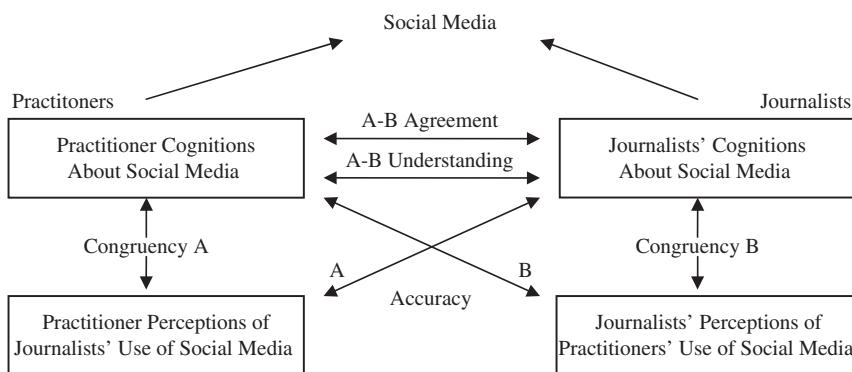 Social Media
Practitoners
Journalists
A-B Agreement
Practitioner Cognitions
About Social Media
Journalists’ Cognitions
About Social Media
A-B Understanding
Congruency A
Congruency B
A
B
Accuracy
Practitioner Perceptions of
Journalists’ Use of Social Media
Journalists’ Perceptions of
Practitioners’ Use of Social Media